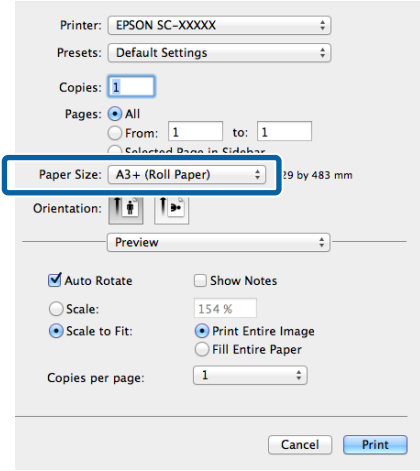 Printer: EPSON SC-XXXXX
Presets: Default Settings
Copies: 1
Pages: All
From: 1 to: 1
Selected Page in Sidebar
Paper Size: A3+ (Roll Paper) 29 by 483 mm
Orientation:
Preview
Auto Rotate Show Notes
Scale: 154 %
Scale to Fit: Print Entire Image
Fill Entire Paper
Copies per page: 1
Cancel Print